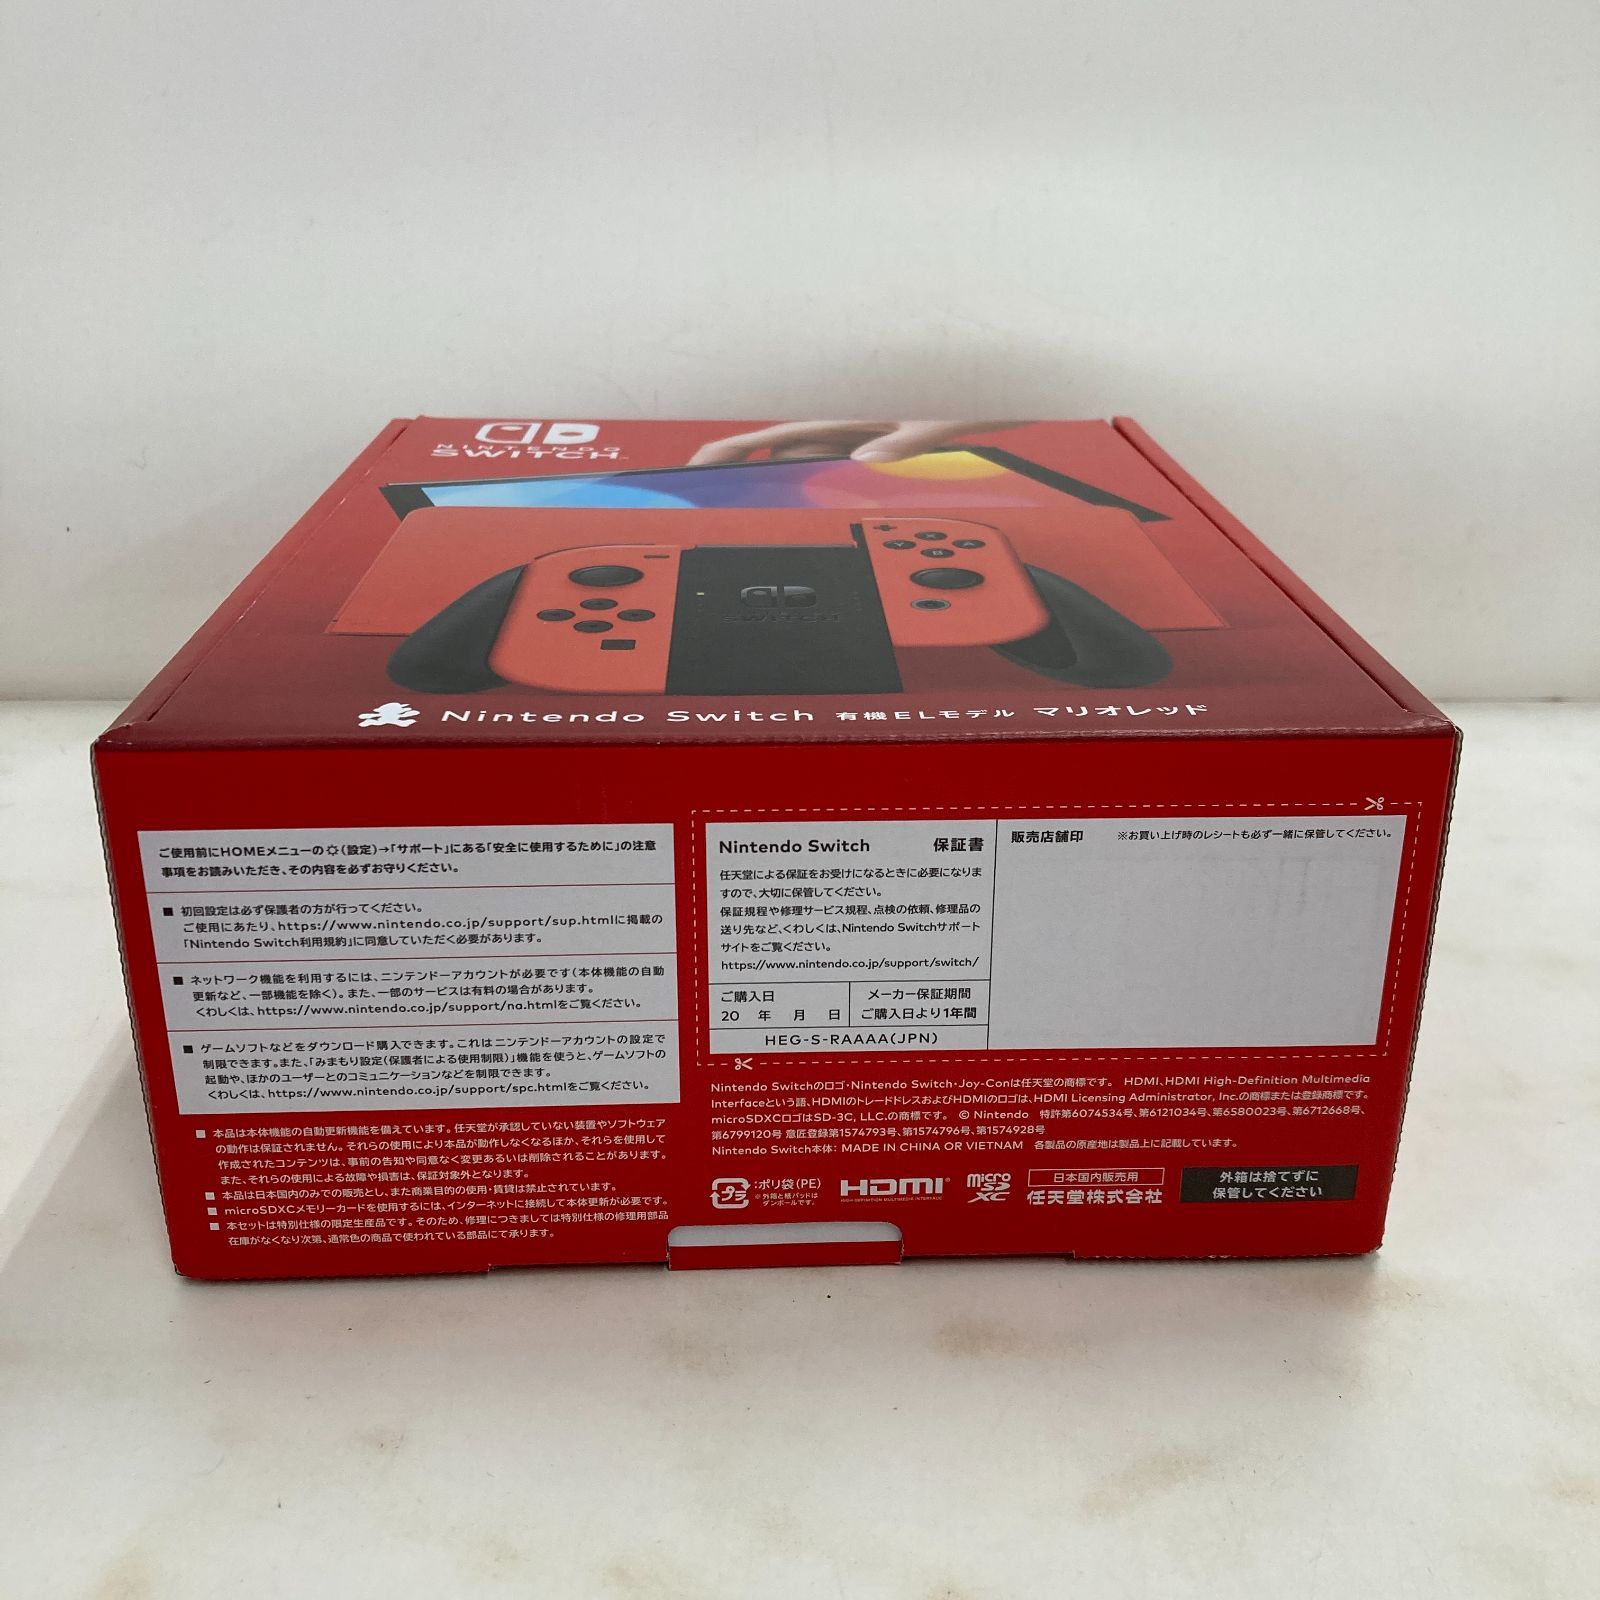 NINTENDO
SWITCH
Y X A B
SWITCH
Nintendo Switch 有機ELモデル マリオレッド
ご使用前にHOMEメニューの(設定)→「サポート」にある「安全に使用するために」の注意
事項をお読みいただき、その内容を必ずお守りください。
■ 初回設定は必ず保護者の方が行ってください。
ご使用にあたり、https://www.nintendo.co.jp/support/sup.htmlに掲載の
「Nintendo Switch利用規約」に同意していただく必要があります。
■ ネットワーク機能を利用するには、ニンテンドーアカウントが必要です(本体機能の自動
更新など、一部機能を除く)。また、一部のサービスは有料の場合があります。
くわしくは、https://www.nintendo.co.jp/support/na.htmlをご覧ください。
■ ゲームソフトなどをダウンロード購入できます。これはニンテンドーアカウントの設定で
制限できます。また、「みまもり設定(保護者による使用制限)」機能を使うと、ゲームソフトの
起動や、ほかのユーザーとのコミュニケーションなどを制限できます。
くわしくは、https://www.nintendo.co.jp/support/spc.htmlをご覧ください。
■ 本品は本体機能の自動更新機能を備えています。任天堂が承認していない装置やソフトウェア
の動作は保証されません。それらの使用により本品が動作しなくなるほか、それらを使用して
作成されたコンテンツは、事前の告知や同意なく変更あるいは削除されることがあります。
また、それらの使用による故障や損害は、保証対象外となります。
■ 本品は日本国内のみでの販売とし、また商業目的の使用・賃貸は禁止されています。
■ microSDXCメモリーカードを使用するには、インターネットに接続して本体更新が必要です。
■ 本セットは特別仕様の限定生産品です。そのため、修理につきましては特別仕様の修理用部品
在庫がなくなり次第、通常色の商品で使われている部品にて承ります。
Nintendo Switch 保証書
任天堂による保証をお受けになるときに必要になりま
すので、大切に保管してください。
保証規程や修理サービス規程、点検の依頼、修理品の
送り先など、くわしくは、Nintendo Switchサポート
サイトをご覧ください。
https://www.nintendo.co.jp/support/switch/
ご購入日
20 年 月 日
メーカー保証期間
ご購入日より1年間
HEG-S-RAAAA(JPN)
販売店舗印 ※お買い上げ時のレシートも必ず一緒に保管してください。
Nintendo Switchのロゴ・Nintendo Switch・Joy-Conは任天堂の商標です。 HDMI、HDMI High-Definition Multimedia
Interfaceという語、HDMIのトレードドレスおよびHDMIのロゴは、HDMI Licensing Administrator, Inc.の商標または登録商標です。
microSDXCロゴはSD-3C, LLC.の商標です。 © Nintendo 特許第6074534号、第6121034号、第6580023号、第6712668号、
第6799120号 意匠登録第1574793号、第1574796号、第1574928号
Nintendo Switch本体: MADE IN CHINA OR VIETNAM 各製品の原産地は製品上に記載しています。
プラ
:ポリ袋(PE)
※外箱と紙パッドは
ダンボールです。
HDMI
HIGH-DEFINITION MULTIMEDIA INTERFACE
micro
SD
XC
日本国内販売用
任天堂株式会社
外箱は捨てずに
保管してください